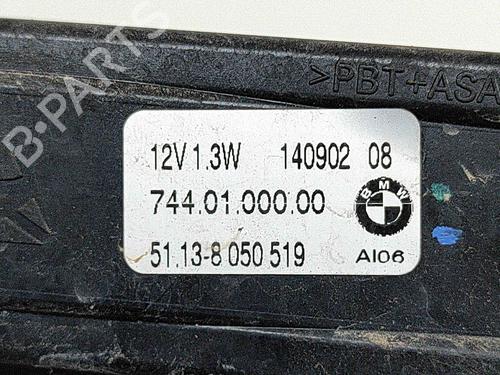 B-PARTS
>PBT+ASA
12V 1.3W 140902 08
744.01.000.00
BMW
51.13-8 050 519 AI06